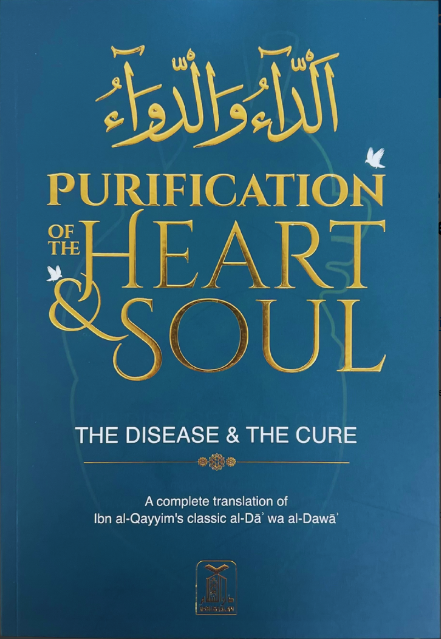 اَلدَّاءُ وَالدَّوَاءُ
PURIFICATION
OF
THE
HEART
& SOUL
THE DISEASE & THE CURE
A complete translation of
Ibn al-Qayyim's classic al-Dāʾ wa al-Dawāʾ